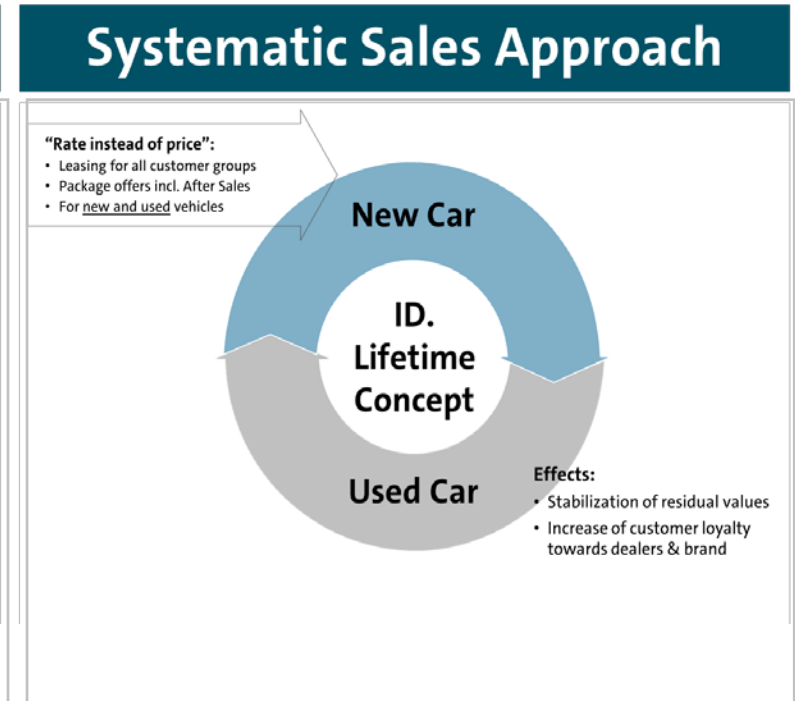 Systematic Sales Approach
“Rate instead of price”:
• Leasing for all customer groups
• Package offers incl. After Sales
• For new and used vehicles
New Car
ID.
Lifetime
Concept
Used Car
Effects:
• Stabilization of residual values
• Increase of customer loyalty
towards dealers & brand